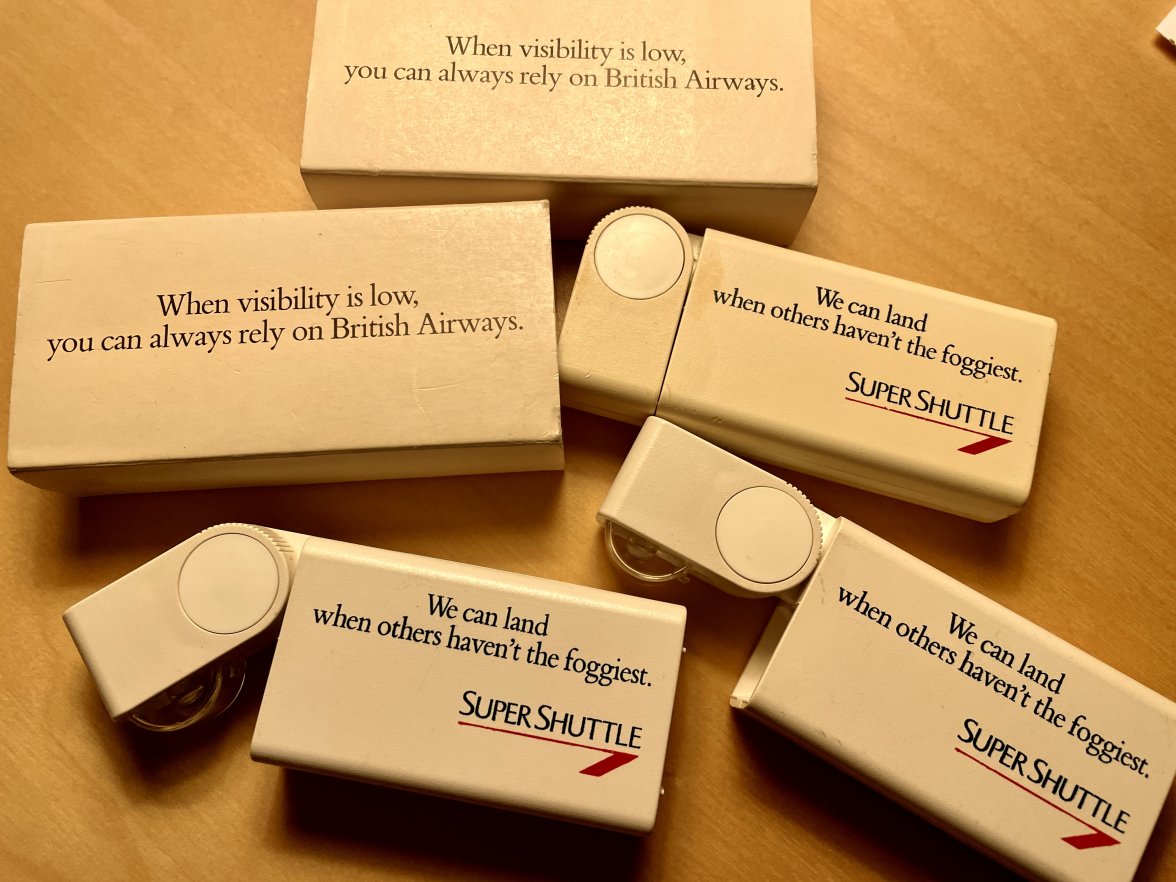 When visibility is low,
you can always rely on British Airways.
When visibility is low,
you can always rely on British Airways.
We can land
when others haven't the foggiest.
SUPER SHUTTLE
We can land
when others haven't the foggiest.
SUPER SHUTTLE
We can land
when others haven't the foggiest.
SUPER SHUTTLE